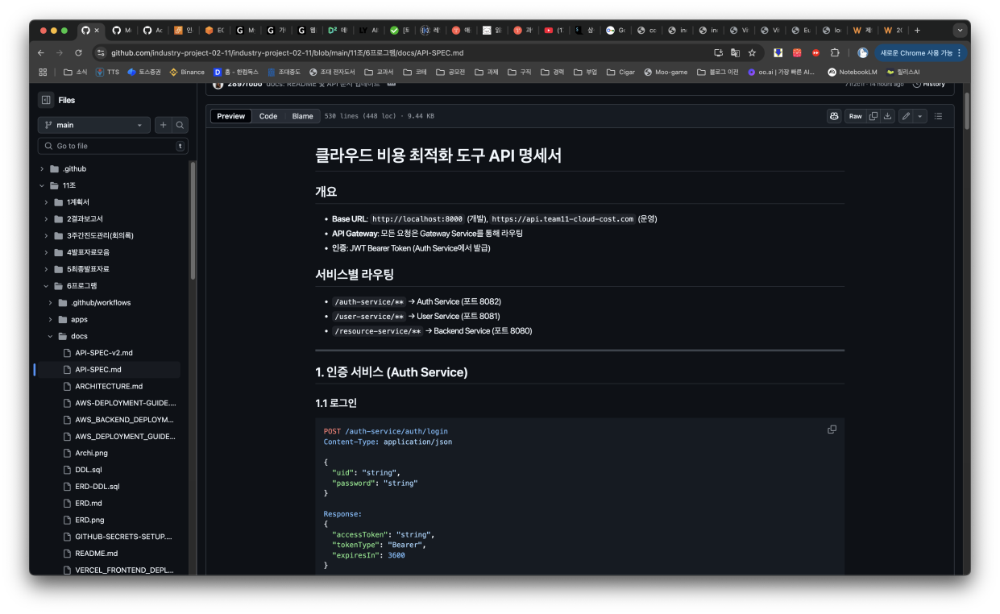 github.com/industry-project-02-11/industry-project-02-11/blob/main/11조/6프로그램/docs/API-SPEC.md
새로운 Chrome 사용 가능
소식
TTS
토스증권
Binance
홈 - 한컴독스
조대중도
조대 전자도서
교과서
코테
공모전
과제
구직
경력
부업
Cigar
Moo-game
블로그 이전
oo.ai | 가장 빠른 AI...
NotebookLM
릴리스AI
Files
main
Go to file
t
.github
11조
1계획서
2결과보고서
3주간진도관리(회의록)
4발표자료모음
5최종발표자료
6프로그램
.github/workflows
apps
docs
API-SPEC-v2.md
API-SPEC.md
ARCHITECTURE.md
AWS-DEPLOYMENT-GUIDE....
AWS_BACKEND_DEPLOYM...
AWS_DEPLOYMENT_GUIDE...
Archi.png
DDL.sql
ERD-DDL.sql
ERD.md
ERD.png
GITHUB-SECRETS-SETUP....
README.md
VERCEL_FRONTEND_DEPL...
2897robo docs: README 및 API 문서 업데이트
14 hours ago
History
Preview
Code
Blame
530 lines (448 loc) · 9.44 KB
Raw
클라우드 비용 최적화 도구 API 명세서
개요
• Base URL: http://localhost:8000 (개발), https://api.team11-cloud-cost.com (운영)
• API Gateway: 모든 요청은 Gateway Service를 통해 라우팅
• 인증: JWT Bearer Token (Auth Service에서 발급)
서비스별 라우팅
• /auth-service/** → Auth Service (포트 8082)
• /user-service/** → User Service (포트 8081)
• /resource-service/** → Backend Service (포트 8080)
1. 인증 서비스 (Auth Service)
1.1 로그인
POST /auth-service/auth/login
Content-Type: application/json
{
"uid": "string",
"password": "string"
}
Response:
{
"accessToken": "string",
"tokenType": "Bearer",
"expiresIn": 3600
}